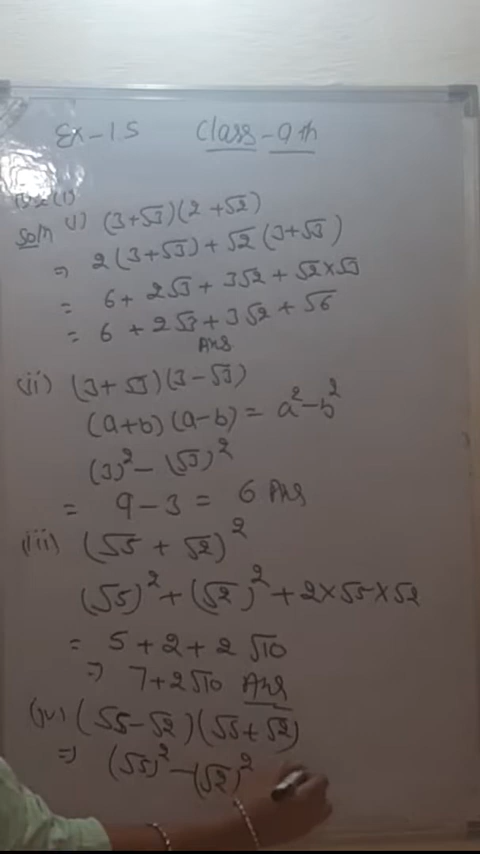 Ex-1.5 Class-9th
Soln (i) (3+√3)(2+√2)
⇒ 2(3+√3)+√2(3+√3)
= 6+2√3+3√2+√2×√3
= 6+2√3+3√2+√6
Ans
(ii) (3+√3)(3-√3)
(a+b)(a-b)=a²-b²
(3)²-(√3)²
= 9-3=6 Ans
(iii) (√5+√2)²
(√5)²+(√2)²+2×√5×√2
= 5+2+2√10
⇒ 7+2√10 Ans
(iv) (√5-√2)(√5+√2)
⇒ (√5)²-(√2)²